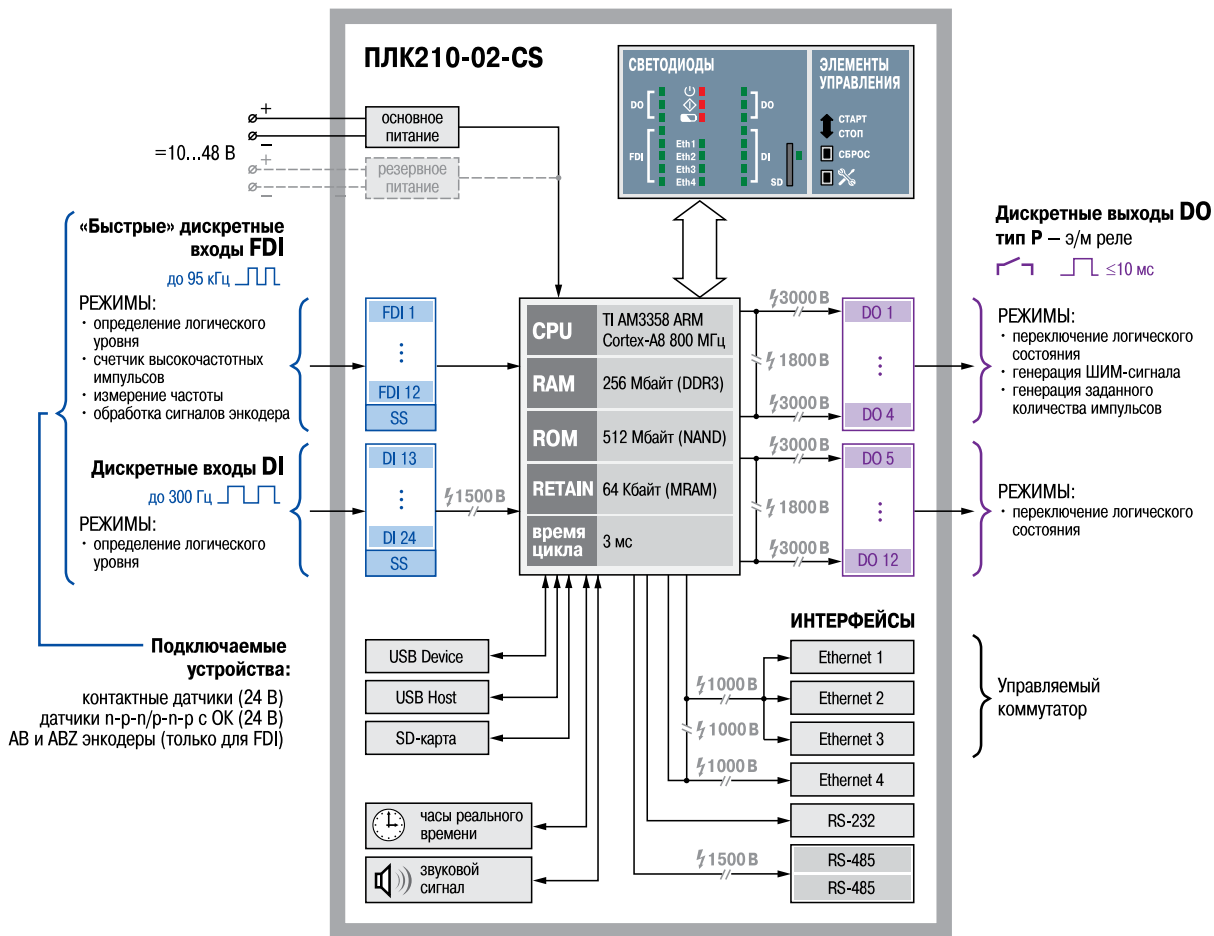 ПЛК210-02-CS
СВЕТОДИОДЫ
DO
DO
FDI
Eth1
Eth2
Eth3
Eth4
DI
SD
ЭЛЕМЕНТЫ
УПРАВЛЕНИЯ
СТАРТ
СТОП
СБРОС
+
–
=10...48 В
+
–
основное
питание
резервное
питание
«Быстрые» дискретные
входы FDI
до 95 кГц
РЕЖИМЫ:
· определение логического
уровня
· счетчик высокочастотных
импульсов
· измерение частоты
· обработка сигналов энкодера
Дискретные входы DI
до 300 Гц
РЕЖИМЫ:
· определение логического
уровня
Подключаемые
устройства:
контактные датчики (24 В)
датчики n-p-n/p-n-p с ОК (24 В)
AB и ABZ энкодеры (только для FDI)
FDI 1
FDI 12
SS
DI 13
DI 24
SS
1500 В
CPU
TI AM3358 ARM
Cortex-A8 800 МГц
RAM
256 Мбайт (DDR3)
ROM
512 Мбайт (NAND)
RETAIN
64 Кбайт (MRAM)
время
цикла
3 мс
3000 В
1800 В
3000 В
3000 В
1800 В
3000 В
DO 1
DO 4
DO 5
DO 12
Дискретные выходы DO
тип Р – э/м реле
≤10 мс
РЕЖИМЫ:
· переключение логического
состояния
· генерация ШИМ-сигнала
· генерация заданного
количества импульсов
РЕЖИМЫ:
· переключение логического
состояния
USB Device
USB Host
SD-карта
часы реального
времени
звуковой
сигнал
ИНТЕРФЕЙСЫ
1000 В
1000 В
1000 В
1500 В
Ethernet 1
Ethernet 2
Ethernet 3
Ethernet 4
RS-232
RS-485
RS-485
Управляемый
коммутатор